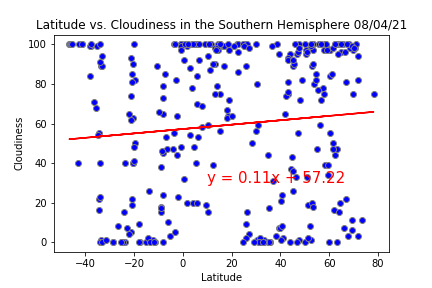 Latitude vs. Cloudiness in the Southern Hemisphere 08/04/21
100
80
60
40
20
0
Cloudiness
y = 0.11x + 57.22
−40 −20 0 20 40 60 80
Latitude